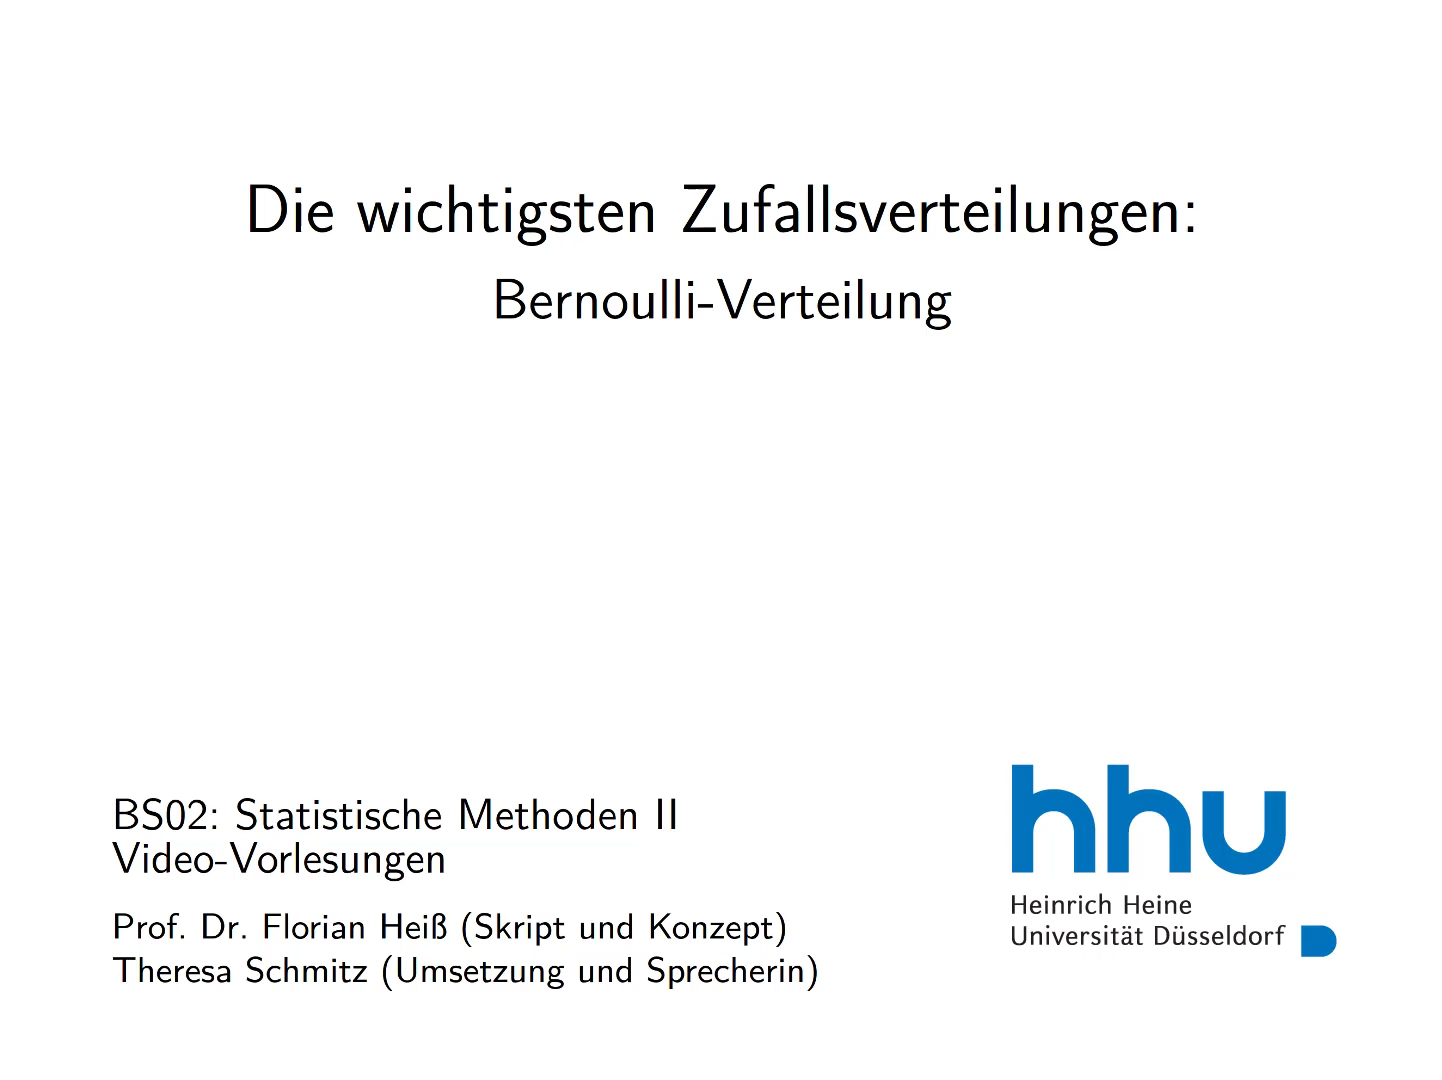 Die wichtigsten Zufallsverteilungen:
Bernoulli-Verteilung
BS02: Statistische Methoden II
Video-Vorlesungen
Prof. Dr. Florian Heiß (Skript und Konzept)
Theresa Schmitz (Umsetzung und Sprecherin)
hhu
Heinrich Heine
Universität Düsseldorf